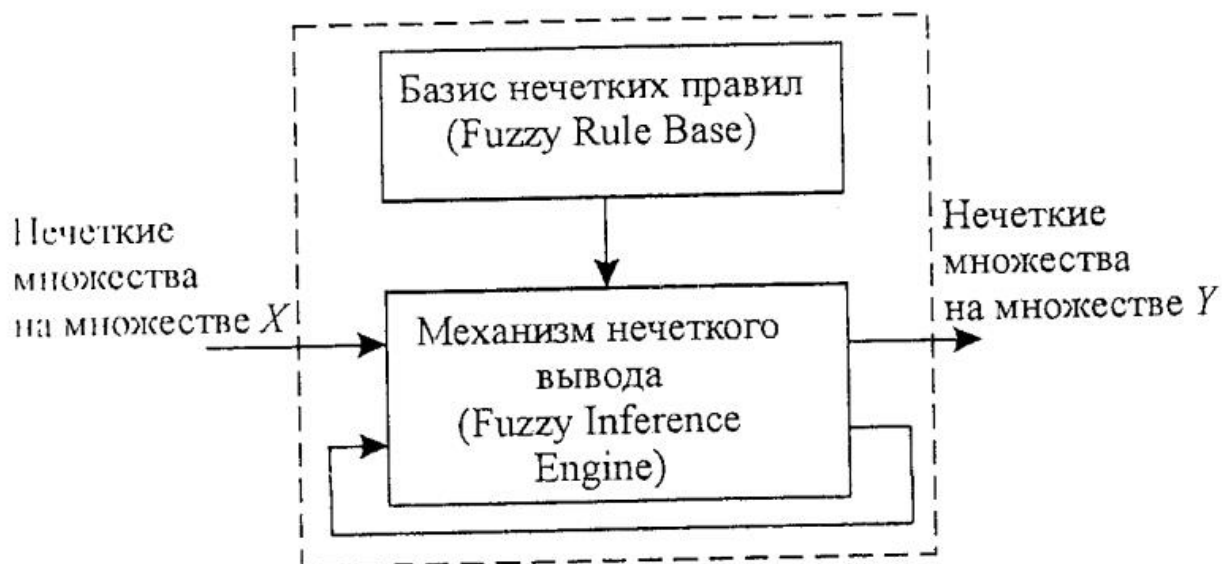 Базис нечетких правил
(Fuzzy Rule Base)
Нечеткие
множества
на множестве X
Механизм нечеткого
вывода
(Fuzzy Inference
Engine)
Нечеткие
множества
на множестве Y